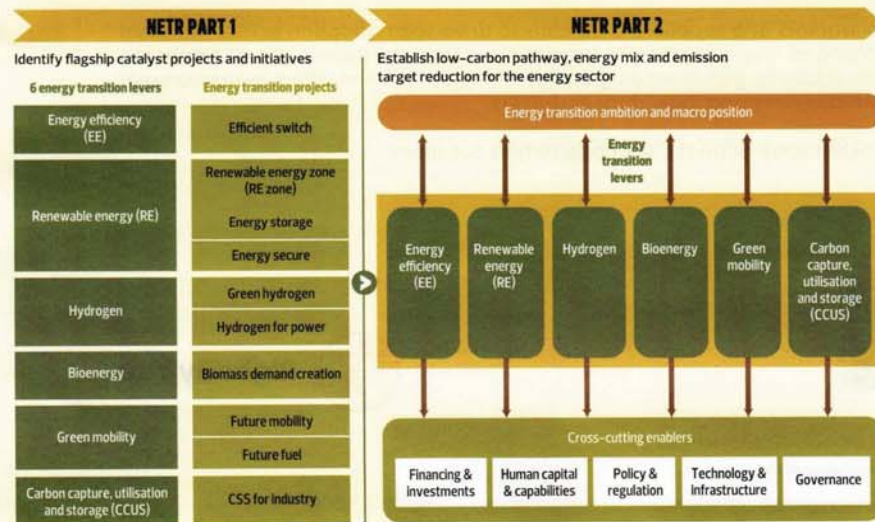 NETR PART 1
Identify flagship catalyst projects and initiatives
6 energy transition levers
Energy transition projects
Energy efficiency
(EE)
Efficient switch
Renewable energy (RE)
Renewable energy zone
(RE zone)
Energy storage
Energy secure
Hydrogen
Green hydrogen
Hydrogen for power
Bioenergy
Biomass demand creation
Green mobility
Future mobility
Future fuel
Carbon capture, utilisation
and storage (CCUS)
CSS for industry
NETR PART 2
Establish low-carbon pathway, energy mix and emission
target reduction for the energy sector
Energy transition ambition and macro position
Energy
transition
levers
Energy
efficiency
(EE)
Renewable
energy
(RE)
Hydrogen
Bioenergy
Green
mobility
Carbon
capture,
utilisation
and storage
(CCUS)
Cross-cutting enablers
Financing &
investments
Human capital
& capabilities
Policy &
regulation
Technology &
infrastructure
Governance